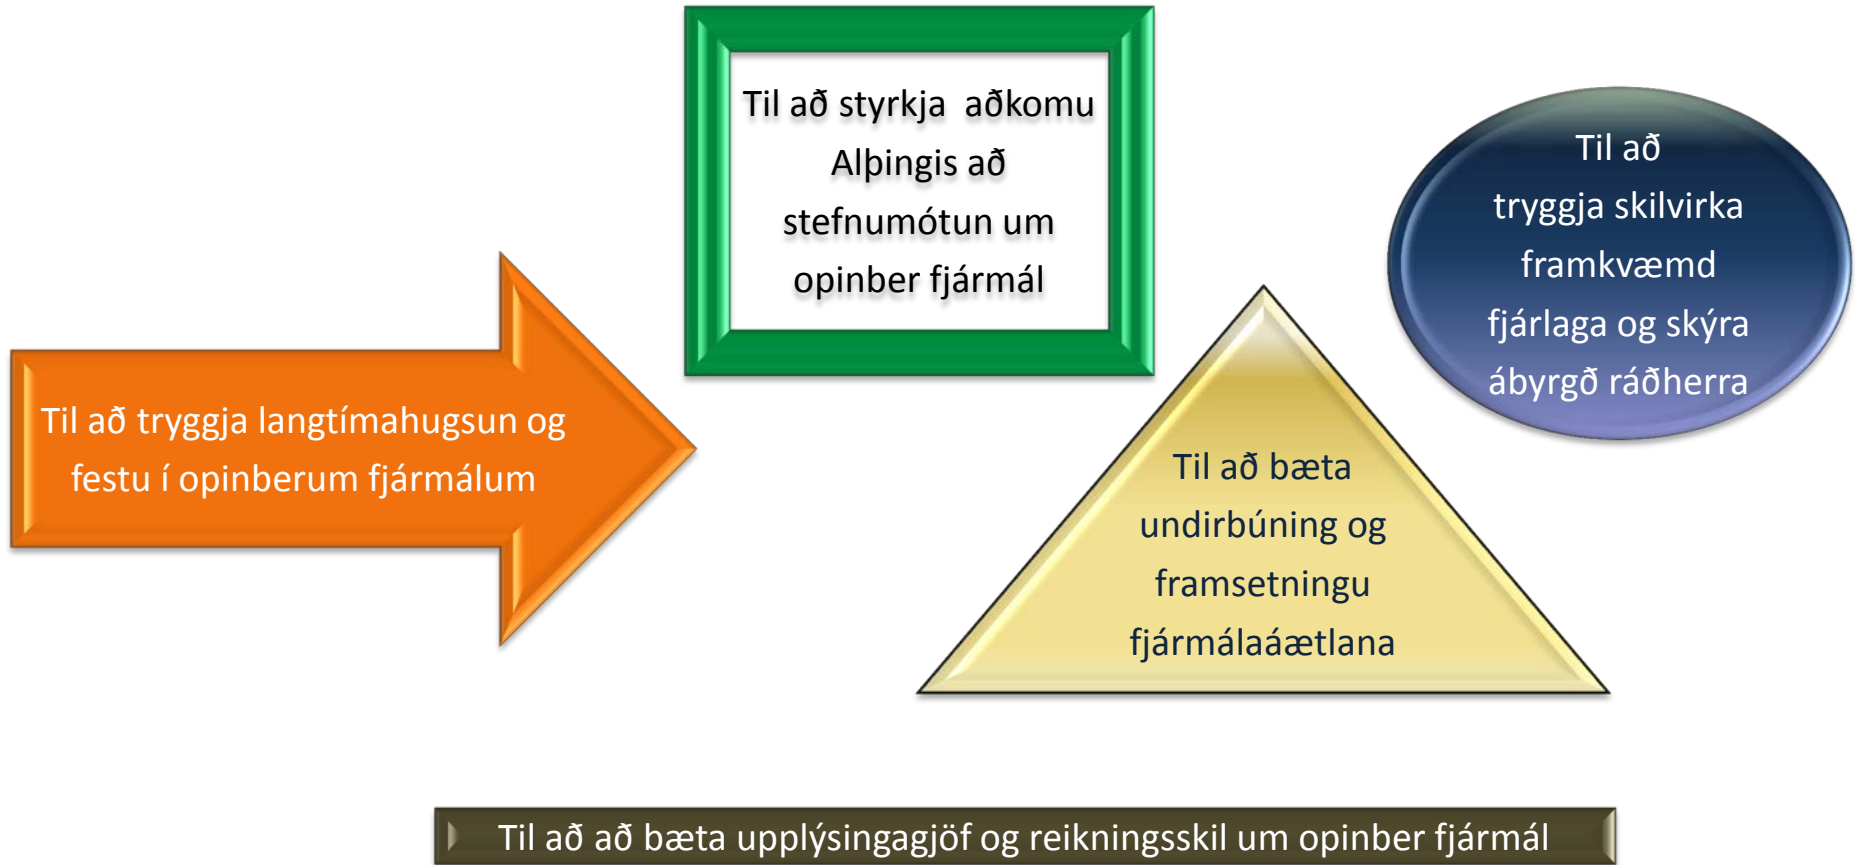 Til að styrkja aðkomu
Alþingis að
stefnumótun um
opinber fjármál
Til að
tryggja skilvirka
framkvæmd
fjárlaga og skýra
ábyrgð ráðherra
Til að tryggja langtímahugsun og
festu í opinberum fjármálum
Til að bæta
undirbúning og
framsetningu
fjármálaáætlana
Til að að bæta upplýsingagjöf og reikningsskil um opinber fjármál